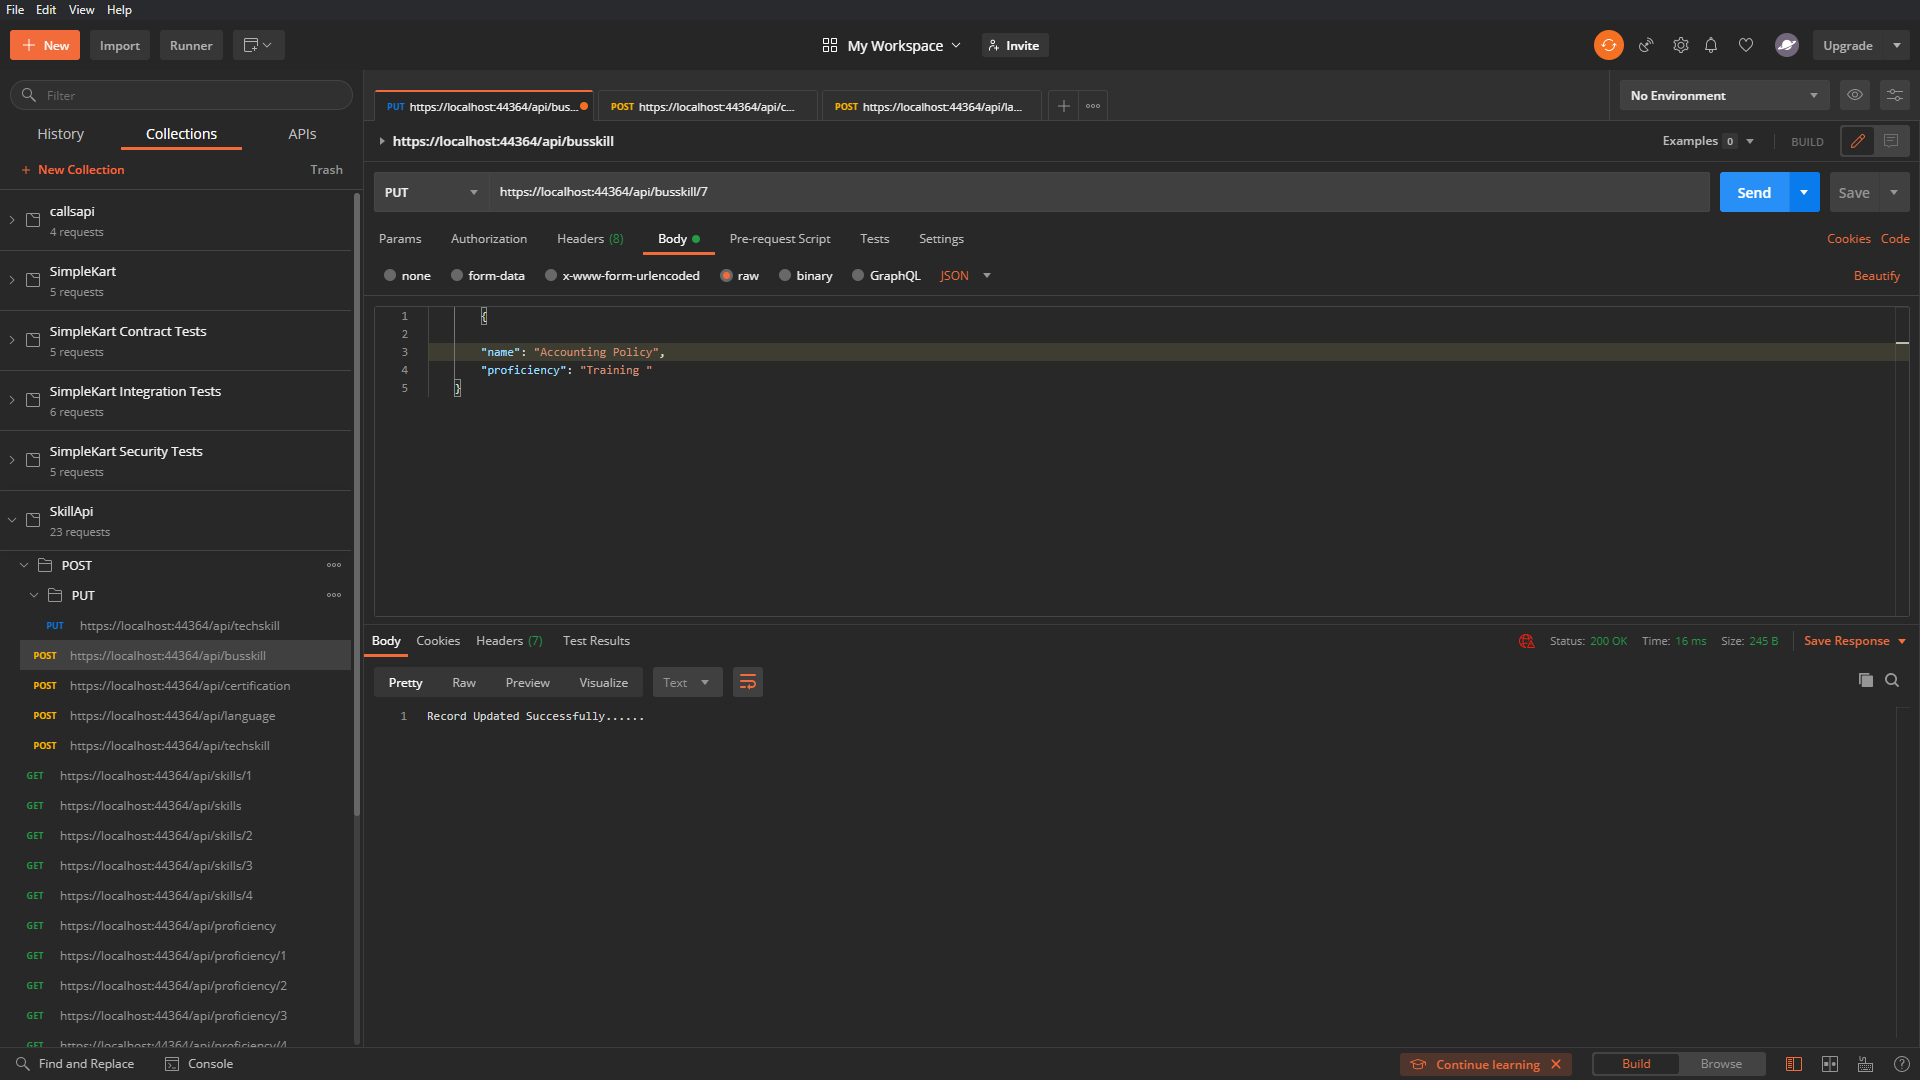 File Edit View Help
New Import Runner My Workspace Invite Upgrade
Filter
History Collections APIs
New Collection Trash
callsapi
4 requests
SimpleKart
5 requests
SimpleKart Contract Tests
5 requests
SimpleKart Integration Tests
6 requests
SimpleKart Security Tests
5 requests
SkillApi
23 requests
POST
PUT
PUT https://localhost:44364/api/techskill
POST https://localhost:44364/api/busskill
POST https://localhost:44364/api/certification
POST https://localhost:44364/api/language
POST https://localhost:44364/api/techskill
GET https://localhost:44364/api/skills/1
GET https://localhost:44364/api/skills
GET https://localhost:44364/api/skills/2
GET https://localhost:44364/api/skills/3
GET https://localhost:44364/api/skills/4
GET https://localhost:44364/api/proficiency
GET https://localhost:44364/api/proficiency/1
GET https://localhost:44364/api/proficiency/2
GET https://localhost:44364/api/proficiency/3
GET https://localhost:44364/api/proficiency/4
PUT https://localhost:44364/api/bus... POST https://localhost:44364/api/c... POST https://localhost:44364/api/la... No Environment
https://localhost:44364/api/busskill Examples 0 BUILD
PUT https://localhost:44364/api/busskill/7 Send Save
Params Authorization Headers (8) Body Pre-request Script Tests Settings Cookies Code
none form-data x-www-form-urlencoded raw binary GraphQL JSON Beautify
1 {
2
3 "name": "Accounting Policy",
4 "proficiency": "Training "
5 }
Body Cookies Headers (7) Test Results Status: 200 OK Time: 16 ms Size: 245 B Save Response
Pretty Raw Preview Visualize Text
1 Record Updated Successfully......
Find and Replace Console Continue learning Build Browse